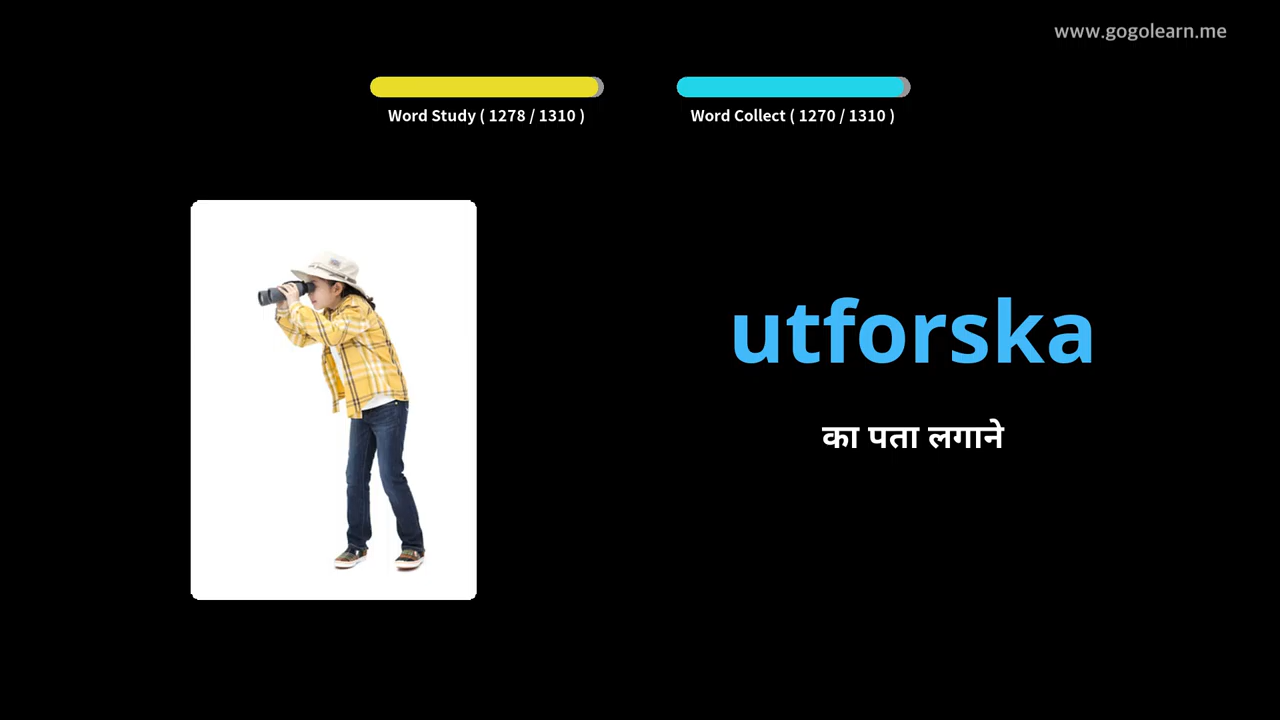 www.gogolearn.me
Word Study ( 1278 / 1310 )
Word Collect ( 1270 / 1310 )
utforska
का पता लगाने